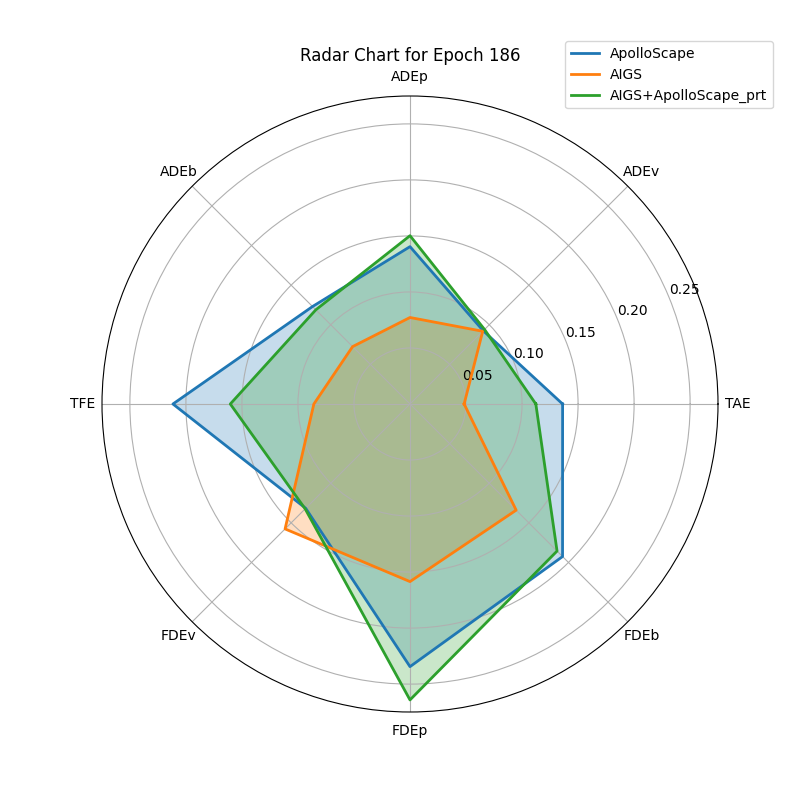 Radar Chart for Epoch 186
ApolloScape
AIGS
AIGS+ApolloScape_prt
ADEp
ADEb
ADEv
0.25
0.20
0.15
0.10
0.05
TFE
TAE
FDEv
FDEb
FDEp